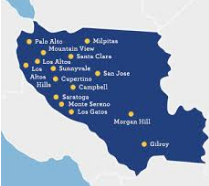 Palo Alto
Milpitas
Mountain View
Santa Clara
Los Altos
Los
Altos
Hills
Sunnyvale
San Jose
Cupertino
Campbell
Saratoga
Monte Sereno
Los Gatos
Morgan Hill
Gilroy